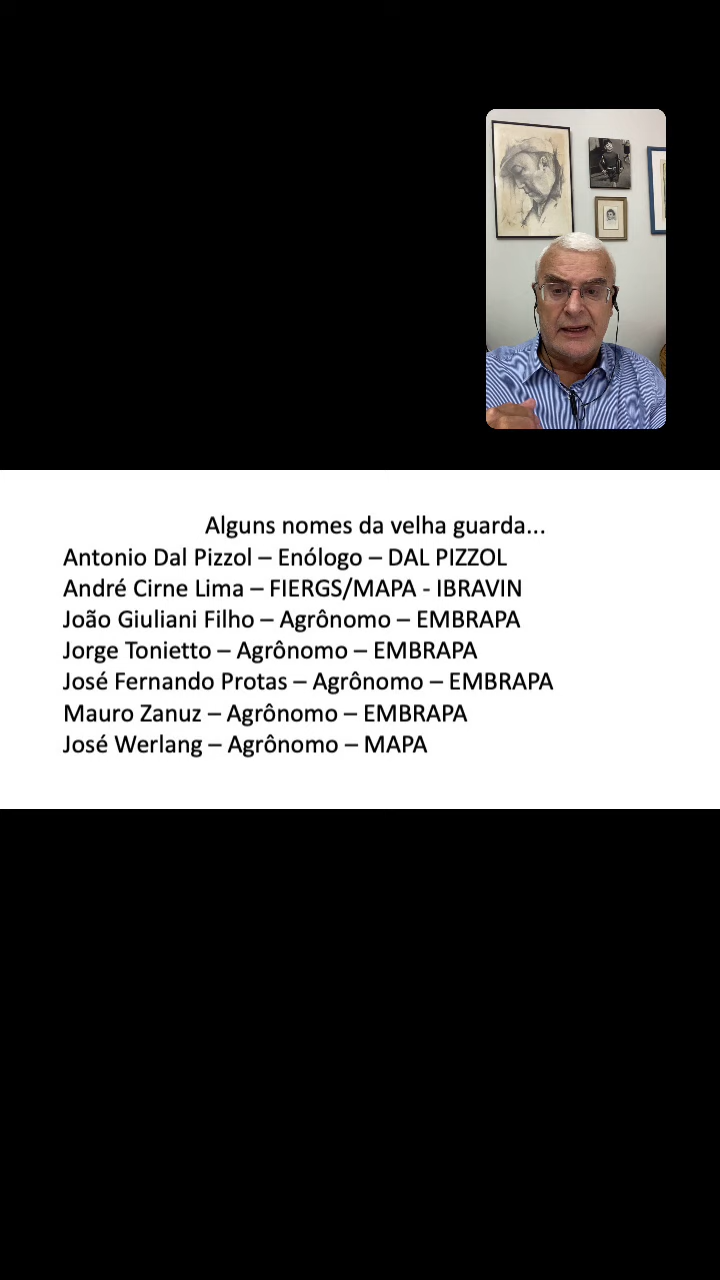 Alguns nomes da velha guarda...
Antonio Dal Pizzol – Enólogo – DAL PIZZOL
André Cirne Lima – FIERGS/MAPA - IBRAVIN
João Giuliani Filho – Agrônomo – EMBRAPA
Jorge Tonietto – Agrônomo – EMBRAPA
José Fernando Protas – Agrônomo – EMBRAPA
Mauro Zanuz – Agrônomo – EMBRAPA
José Werlang – Agrônomo – MAPA